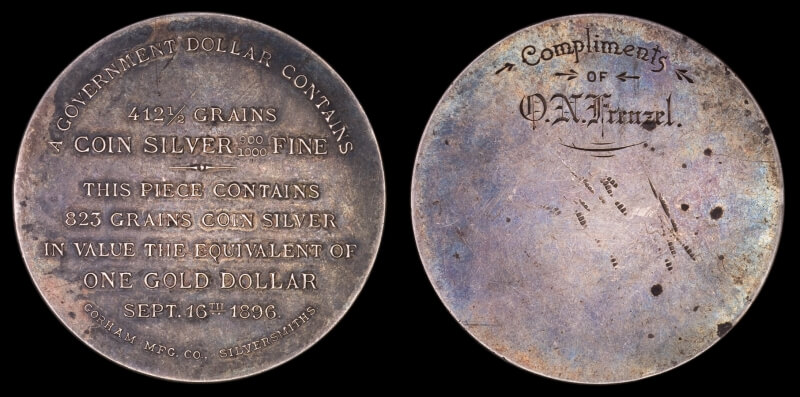 A GOVERNMENT DOLLAR CONTAINS
412½ GRAINS
COIN SILVER 900/1000 FINE
THIS PIECE CONTAINS
823 GRAINS COIN SILVER
IN VALUE THE EQUIVALENT OF
ONE GOLD DOLLAR
SEPT. 16TH 1896.
GORHAM MFG. CO., SILVERSMITHS
Compliments
OF
O.N.Frenzel.